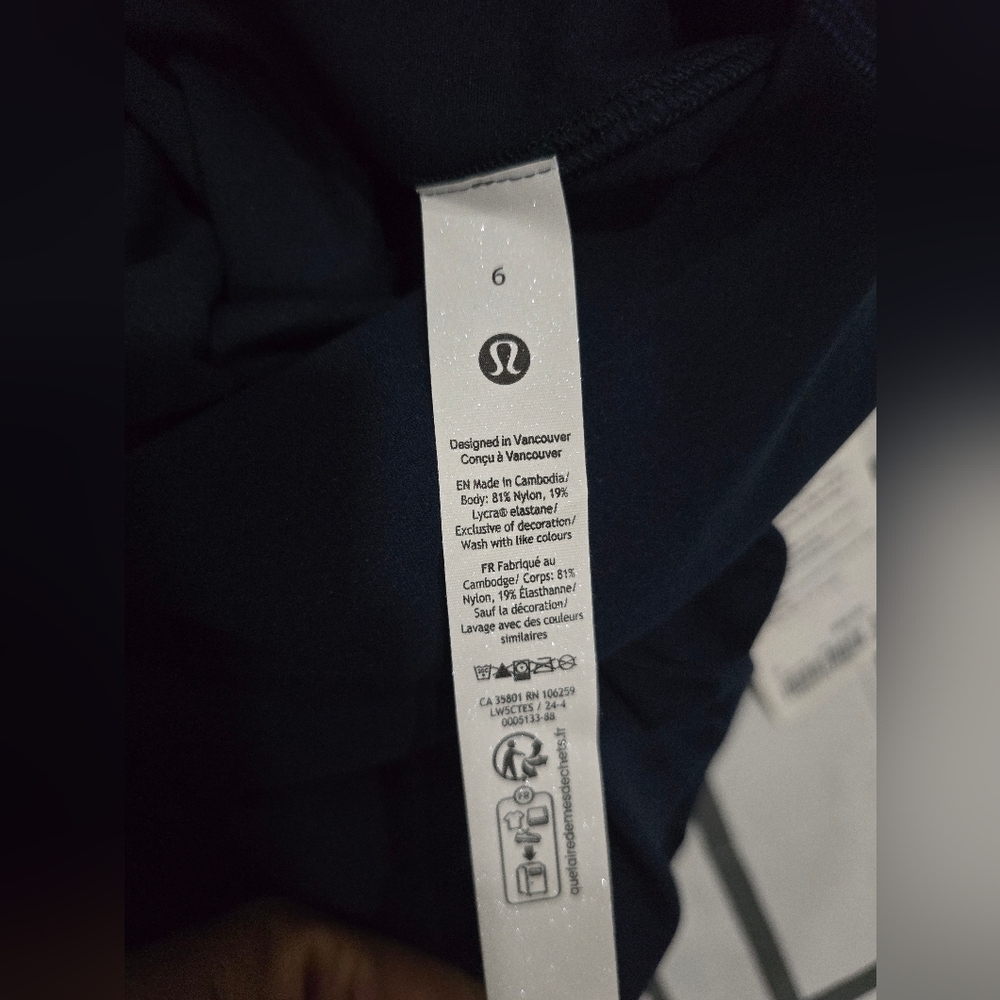 6
Designed in Vancouver
Conçu à Vancouver
EN Made in Cambodia/
Body: 81% Nylon, 19%
Lycra® elastane/
Exclusive of decoration/
Wash with like colours
FR Fabriqué au
Cambodge/ Corps: 81%
Nylon, 19% Élasthanne/
Sauf la décoration/
Lavage avec des couleurs
similaires
CA 35801 RN 106259
LW5CTES / 24-4
0005133-88
FR
quefairedemesdechets.fr